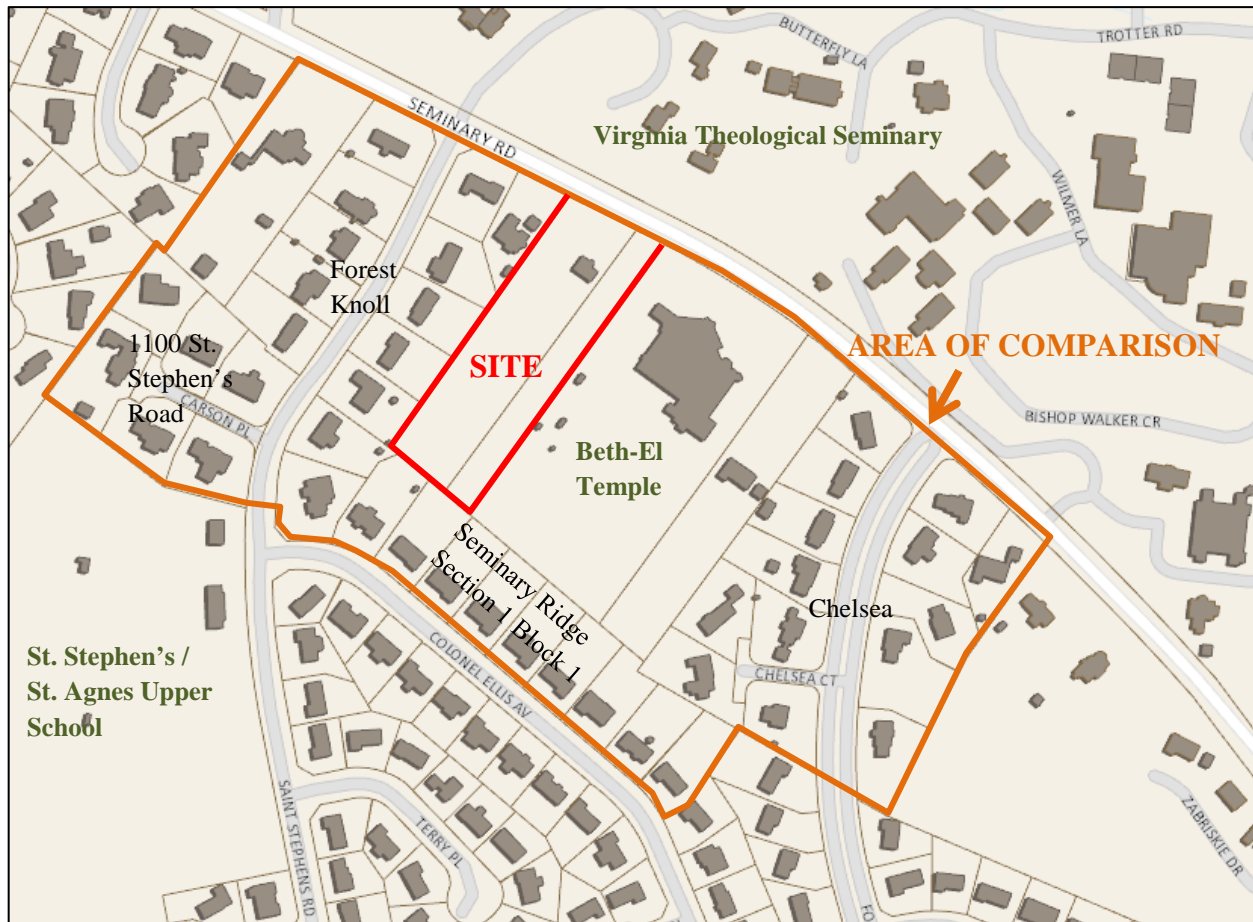 BUTTERFLY LA
TROTTER RD
SEMINARY RD
Virginia Theological Seminary
WILMER LA
Forest
Knoll
1100 St.
Stephen's
Road
CARSON PL
SITE
AREA OF COMPARISON
BISHOP WALKER CR
Beth-El
Temple
Seminary Ridge
Section 1 Block 1
Chelsea
CHELSEA CT
COLONEL ELLIS AV
St. Stephen's /
St. Agnes Upper
School
SAINT STEPHENS RD
TERRY PL
ZABRISKIE DR
FO